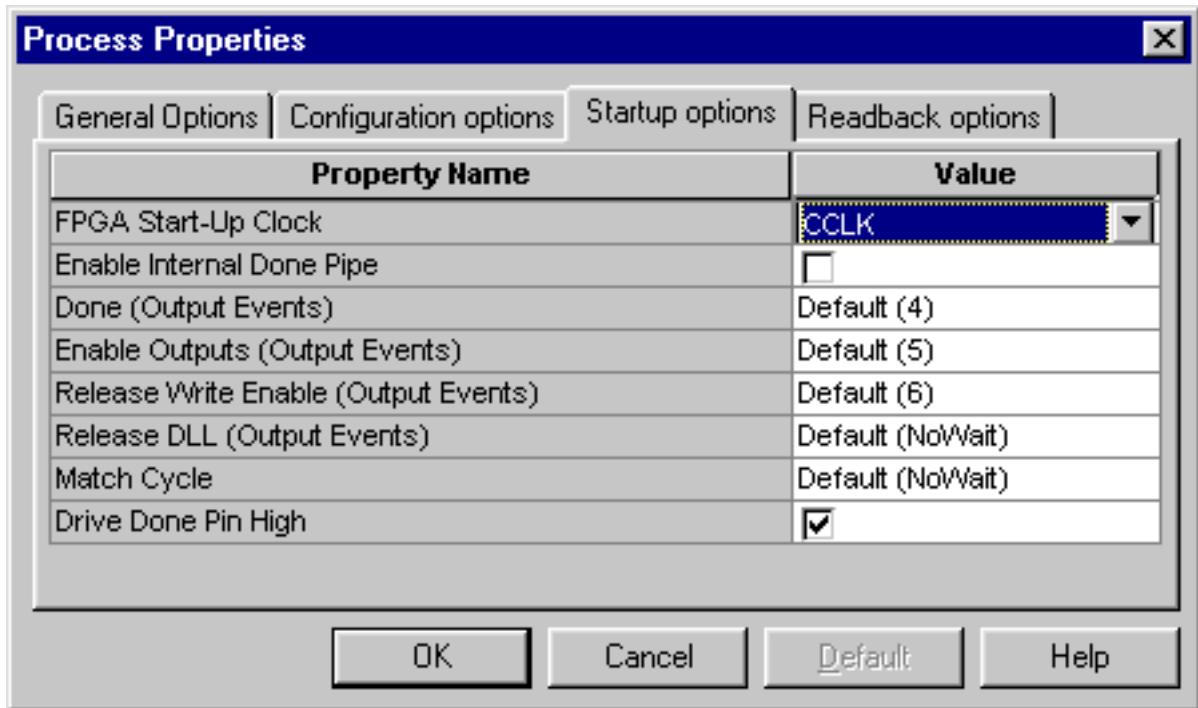 Process Properties
General Options Configuration options Startup options Readback options
Property Name Value
FPGA Start-Up Clock CCLK
Enable Internal Done Pipe
Done (Output Events) Default (4)
Enable Outputs (Output Events) Default (5)
Release Write Enable (Output Events) Default (6)
Release DLL (Output Events) Default (NoWait)
Match Cycle Default (NoWait)
Drive Done Pin High
OK Cancel Default Help